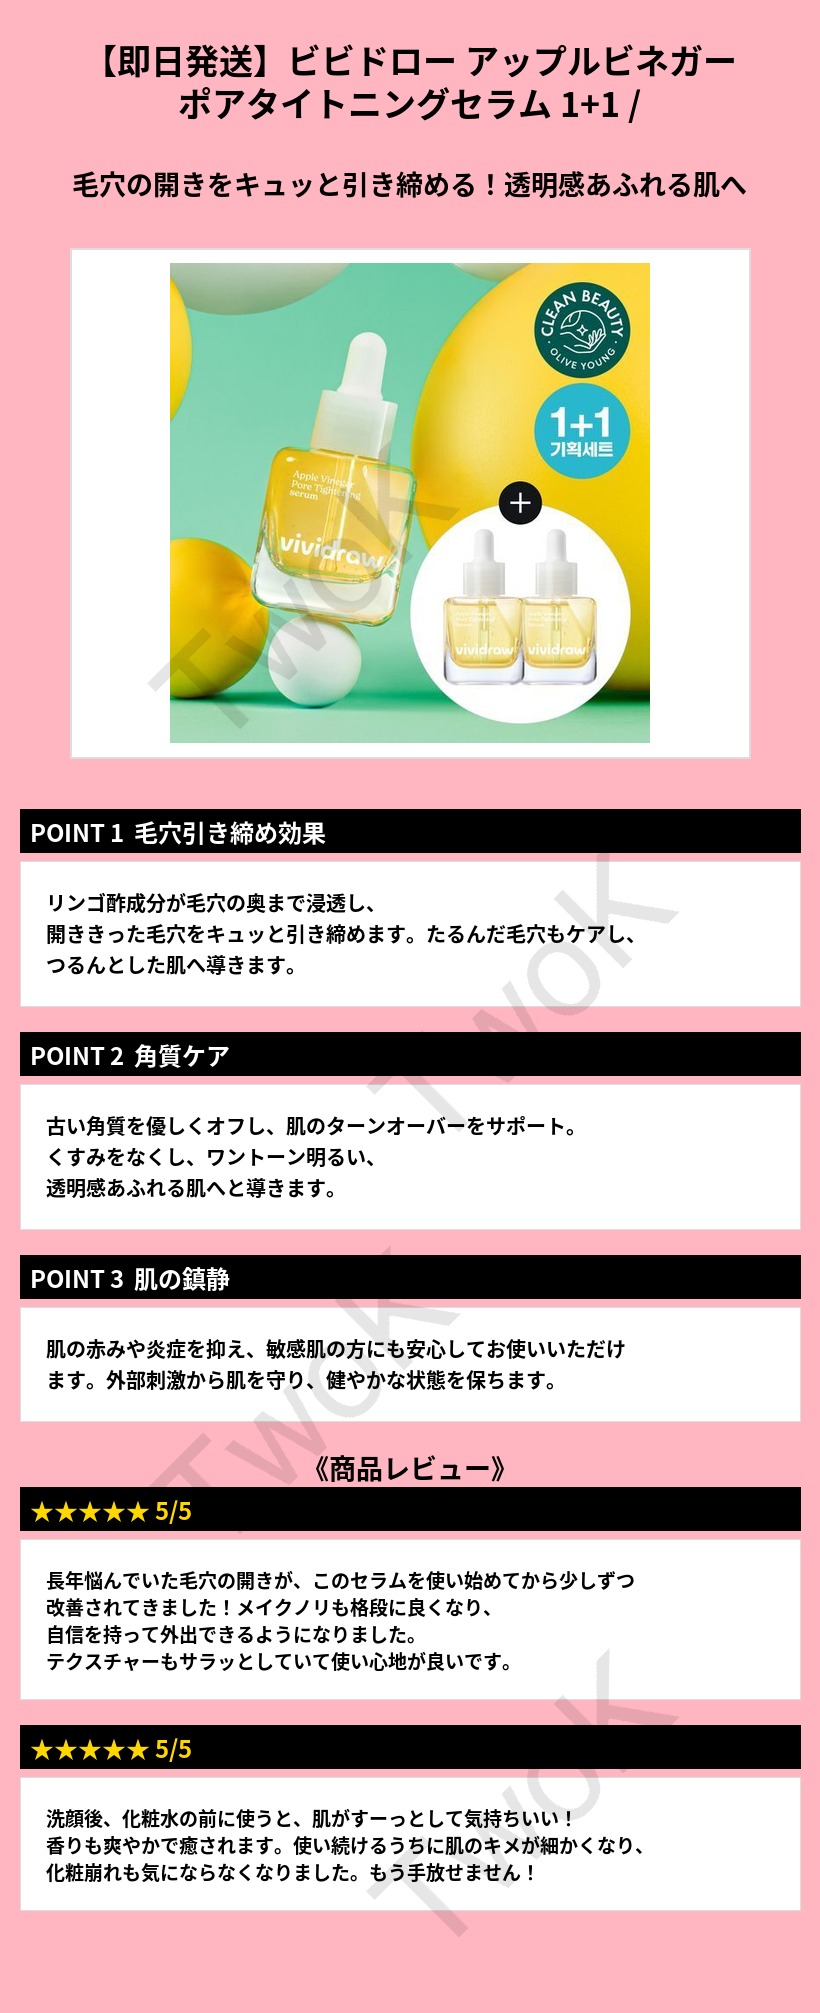 【即日発送】ビビドロー アップルビネガー
ポアタイトニングセラム 1+1 /
毛穴の開きをキュッと引き締める！透明感あふれる肌へ
CLEAN BEAUTY
OLIVE YOUNG
1+1
기획세트
Apple Vinegar
Pore Tightening
serum
vividraw
vividraw
vividraw
TwoK
POINT 1 毛穴引き締め効果
リンゴ酢成分が毛穴の奥まで浸透し、
開ききった毛穴をキュッと引き締めます。たるんだ毛穴もケアし、
つるんとした肌へ導きます。
TwoK
POINT 2 角質ケア
古い角質を優しくオフし、肌のターンオーバーをサポート。
くすみをなくし、ワントーン明るい、
透明感あふれる肌へと導きます。
POINT 3 肌の鎮静
肌の赤みや炎症を抑え、敏感肌の方にも安心してお使いいただけ
ます。外部刺激から肌を守り、健やかな状態を保ちます。
TwoK
《商品レビュー》
★★★★★ 5/5
長年悩んでいた毛穴の開きが、このセラムを使い始めてから少しずつ
改善されてきました！メイクノリも格段に良くなり、
自信を持って外出できるようになりました。
テクスチャーもサラッとしていて使い心地が良いです。
★★★★★ 5/5
洗顔後、化粧水の前に使うと、肌がすーっとして気持ちいい！
香りも爽やかで癒されます。使い続けるうちに肌のキメが細かくなり、
化粧崩れも気にならなくなりました。もう手放せません！
TwoK